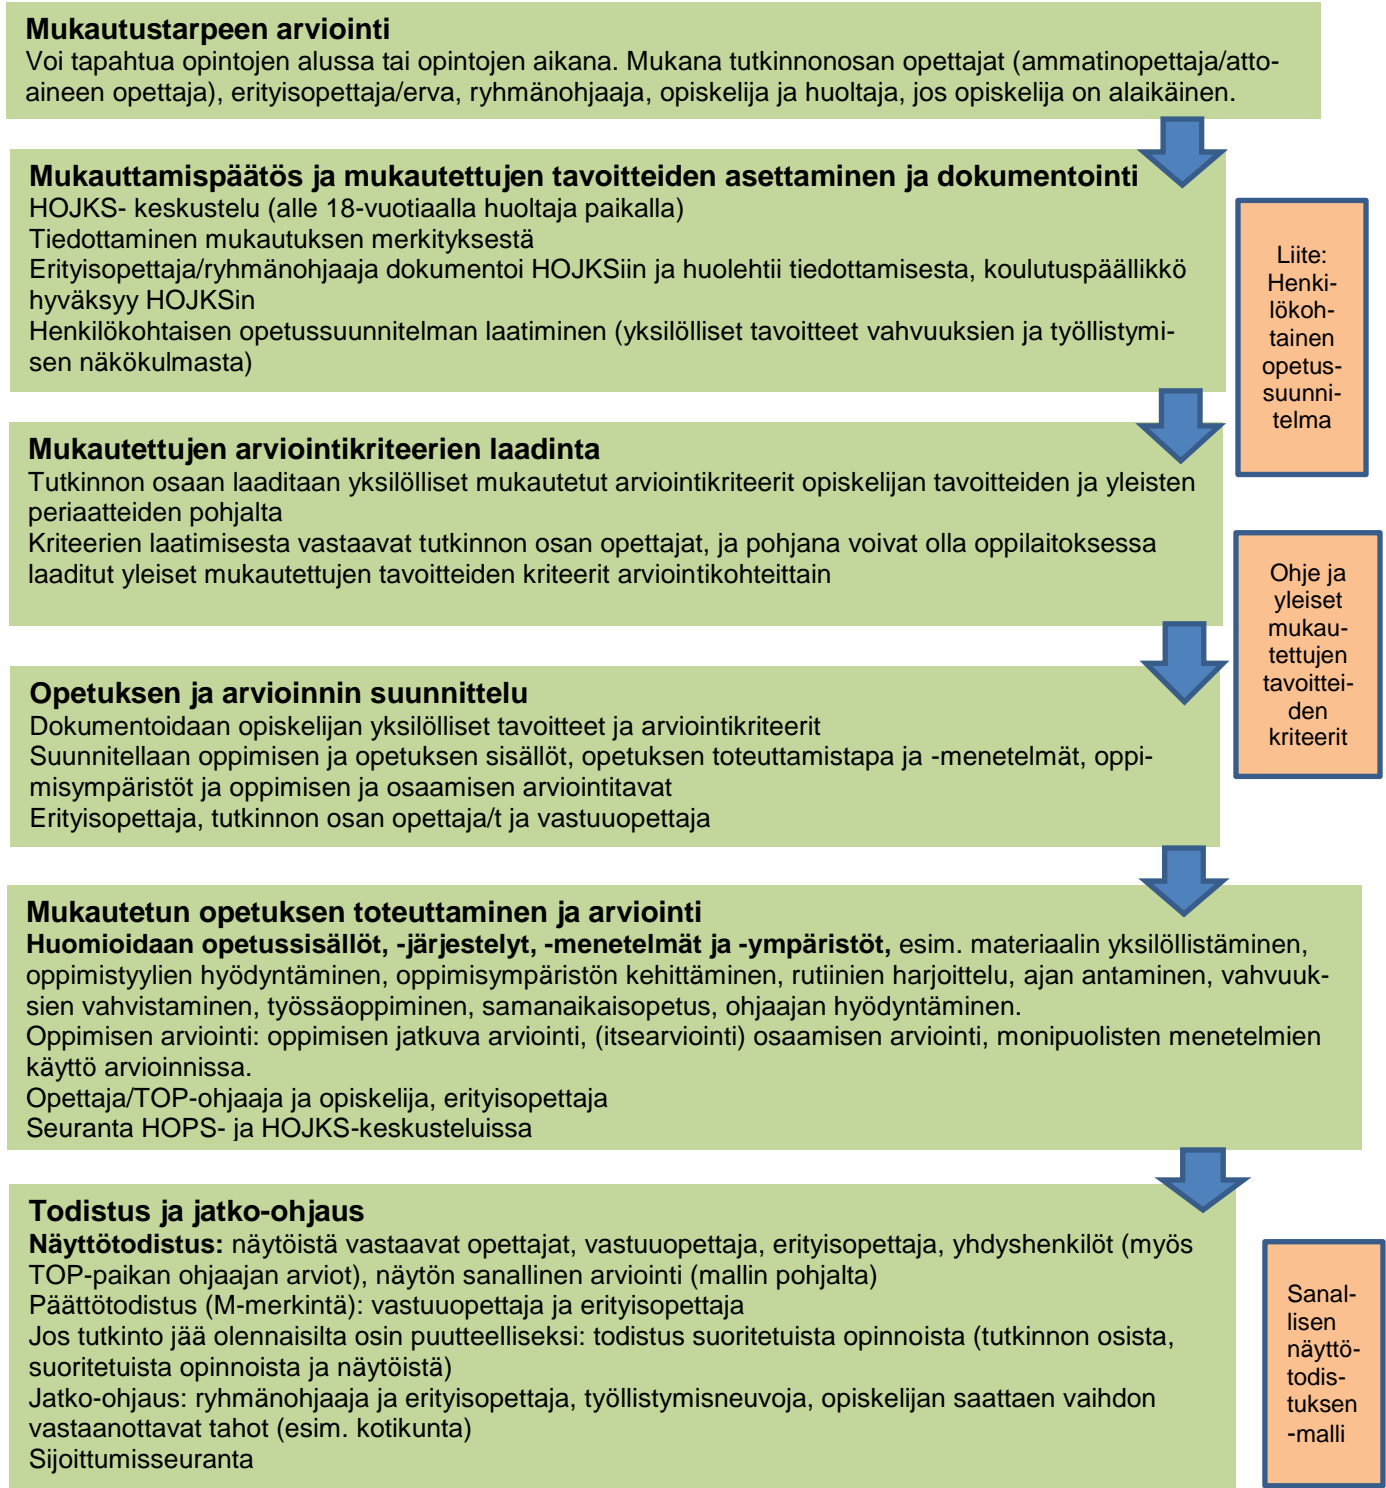 Mukautustarpeen arviointi
Voi tapahtua opintojen alussa tai opintojen aikana. Mukana tutkinnonosan opettajat (ammatinopettaja/atto-
aineen opettaja), erityisopettaja/erva, ryhmänohjaaja, opiskelija ja huoltaja, jos opiskelija on alaikäinen.
Mukauttamispäätös ja mukautettujen tavoitteiden asettaminen ja dokumentointi
HOJKS- keskustelu (alle 18-vuotiaalla huoltaja paikalla)
Tiedottaminen mukautuksen merkityksestä
Erityisopettaja/ryhmänohjaaja dokumentoi HOJKSiin ja huolehtii tiedottamisesta, koulutuspäällikkö
hyväksyy HOJKSin
Henkilökohtaisen opetussuunnitelman laatiminen (yksilölliset tavoitteet vahvuuksien ja työllistymi-
sen näkökulmasta)
Liite:
Henki-
lökoh-
tainen
opetus-
suunni-
telma
Mukautettujen arviointikriteerien laadinta
Tutkinnon osaan laaditaan yksilölliset mukautetut arviointikriteerit opiskelijan tavoitteiden ja yleisten
periaatteiden pohjalta
Kriteerien laatimisesta vastaavat tutkinnon osan opettajat, ja pohjana voivat olla oppilaitoksessa
laaditut yleiset mukautettujen tavoitteiden kriteerit arviointikohteittain
Ohje ja
yleiset
mukau-
tettujen
tavoittei-
den
kriteerit
Opetuksen ja arvioinnin suunnittelu
Dokumentoidaan opiskelijan yksilölliset tavoitteet ja arviointikriteerit
Suunnitellaan oppimisen ja opetuksen sisällöt, opetuksen toteuttamistapa ja -menetelmät, oppi-
misympäristöt ja oppimisen ja osaamisen arviointitavat
Erityisopettaja, tutkinnon osan opettaja/t ja vastuuopettaja
Mukautetun opetuksen toteuttaminen ja arviointi
Huomioidaan opetussisällöt, -järjestelyt, -menetelmät ja -ympäristöt, esim. materiaalin yksilöllistäminen,
oppimistyylien hyödyntäminen, oppimisympäristön kehittäminen, rutiinien harjoittelu, ajan antaminen, vahvuuk-
sien vahvistaminen, työssäoppiminen, samanaikaisopetus, ohjaajan hyödyntäminen.
Oppimisen arviointi: oppimisen jatkuva arviointi, (itsearviointi) osaamisen arviointi, monipuolisten menetelmien
käyttö arvioinnissa.
Opettaja/TOP-ohjaaja ja opiskelija, erityisopettaja
Seuranta HOPS- ja HOJKS-keskusteluissa
Todistus ja jatko-ohjaus
Näyttötodistus: näytöistä vastaavat opettajat, vastuuopettaja, erityisopettaja, yhdyshenkilöt (myös
TOP-paikan ohjaajan arviot), näytön sanallinen arviointi (mallin pohjalta)
Päättötodistus (M-merkintä): vastuuopettaja ja erityisopettaja
Jos tutkinto jää olennaisilta osin puutteelliseksi: todistus suoritetuista opinnoista (tutkinnon osista,
suoritetuista opinnoista ja näytöistä)
Jatko-ohjaus: ryhmänohjaaja ja erityisopettaja, työllistymisneuvoja, opiskelijan saattaen vaihdon
vastaanottavat tahot (esim. kotikunta)
Sijoittumisseuranta
Sanal-
lisen
näyttö-
todis-
tuksen
-malli